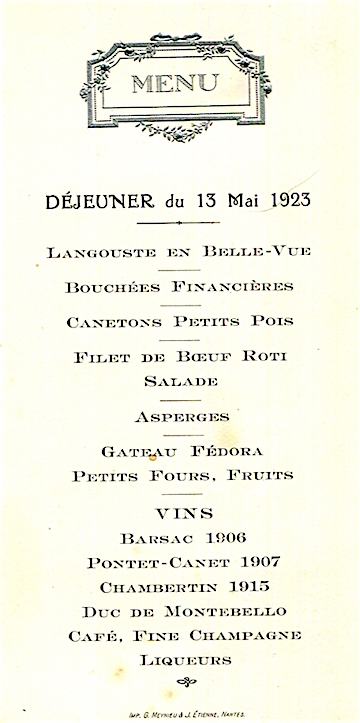 MENU
DÉJEUNER du 13 Mai 1923
LANGOUSTE EN BELLE-VUE
BOUCHÉES FINANCIÈRES
CANETONS PETITS POIS
FILET DE BŒUF ROTI
SALADE
ASPERGES
GATEAU FÉDORA
PETITS FOURS, FRUITS
VINS
BARSAC 1906
PONTET-CANET 1907
CHAMBERTIN 1915
DUC DE MONTEBELLO
CAFÉ, FINE CHAMPAGNE
LIQUEURS
IMP. G. MEYNIEU & J. ÉTIENNE, NANTES.